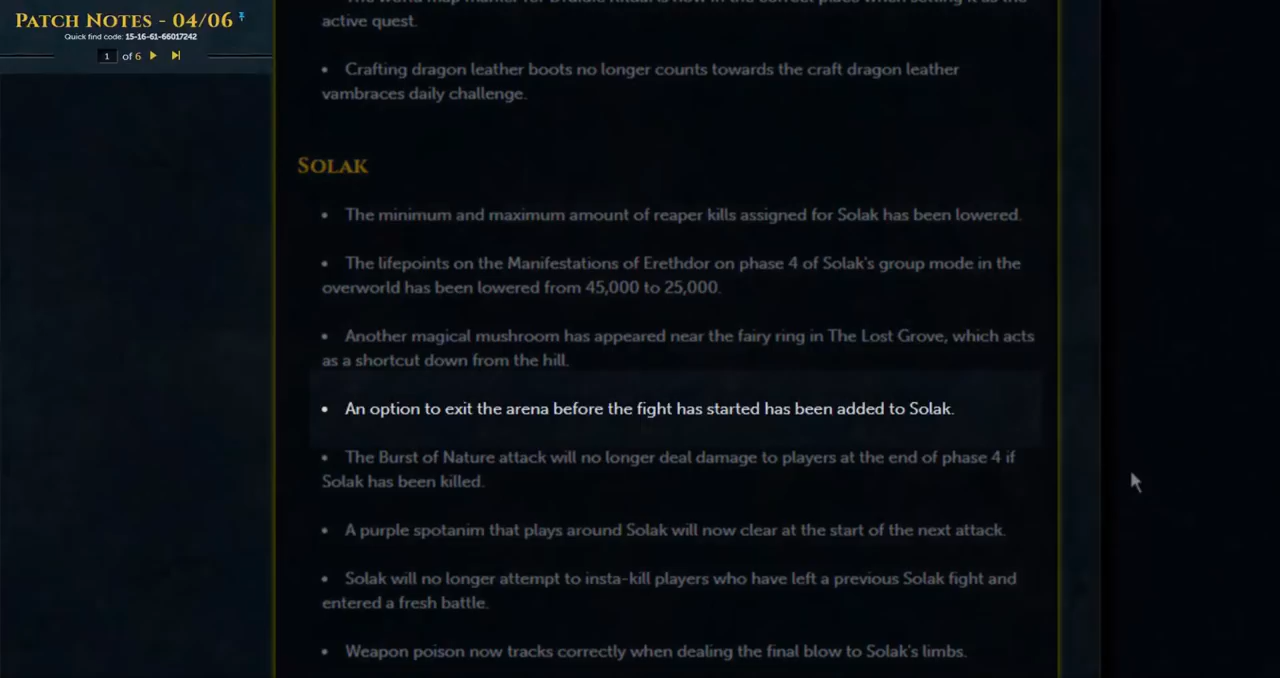 PATCH NOTES - 04/06
Quick find code: 15-16-61-66017242
1 of 6
active quest.
• Crafting dragon leather boots no longer counts towards the craft dragon leather
vambraces daily challenge.
SOLAK
• The minimum and maximum amount of reaper kills assigned for Solak has been lowered.
• The lifepoints on the Manifestations of Erethdor on phase 4 of Solak's group mode in the
overworld has been lowered from 45,000 to 25,000.
• Another magical mushroom has appeared near the fairy ring in The Lost Grove, which acts
as a shortcut down from the hill.
• An option to exit the arena before the fight has started has been added to Solak.
• The Burst of Nature attack will no longer deal damage to players at the end of phase 4 if
Solak has been killed.
• A purple spotanim that plays around Solak will now clear at the start of the next attack.
• Solak will no longer attempt to insta-kill players who have left a previous Solak fight and
entered a fresh battle.
• Weapon poison now tracks correctly when dealing the final blow to Solak's limbs.